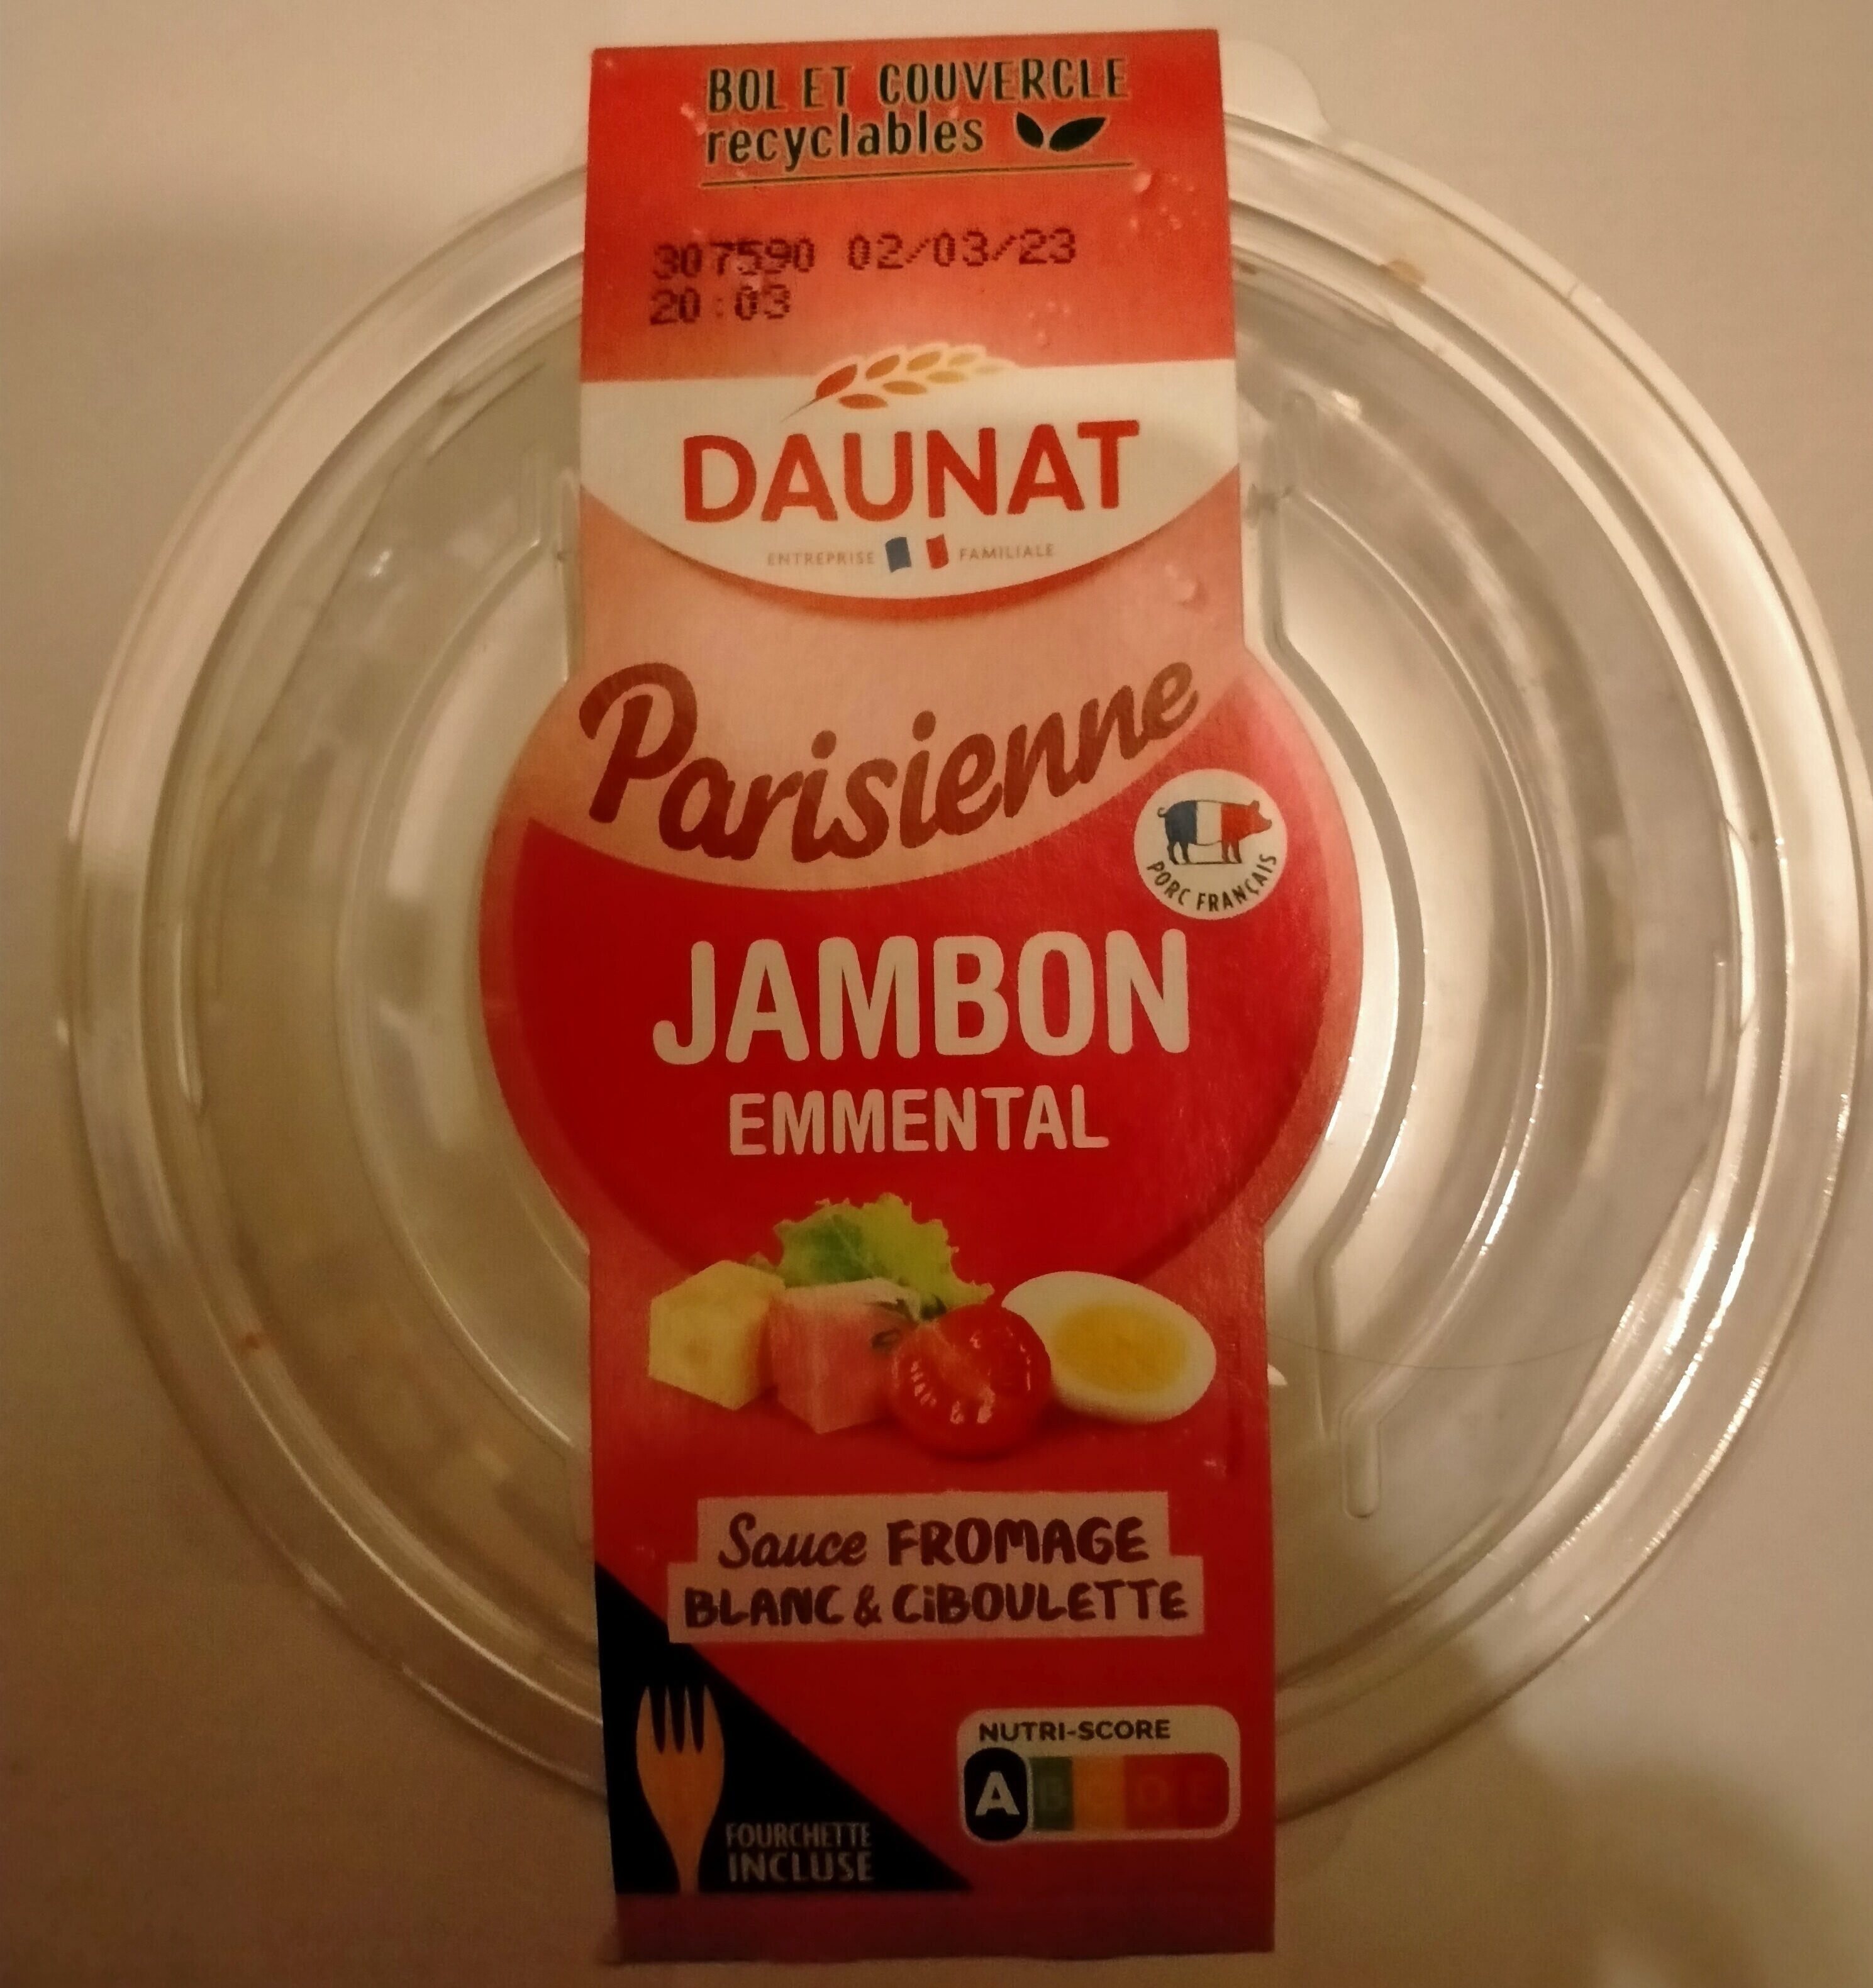 BOL ET COUVERCLE
recyclables
307590 02/03/23
20:03
DAUNAT
ENTREPRISE FAMILIALE
Parisienne
PORC FRANÇAIS
JAMBON
EMMENTAL
Sauce FROMAGE
BLANC & CiBOULETTE
NUTRI-SCORE
A B C D E
FOURCHETTE
INCLUSE